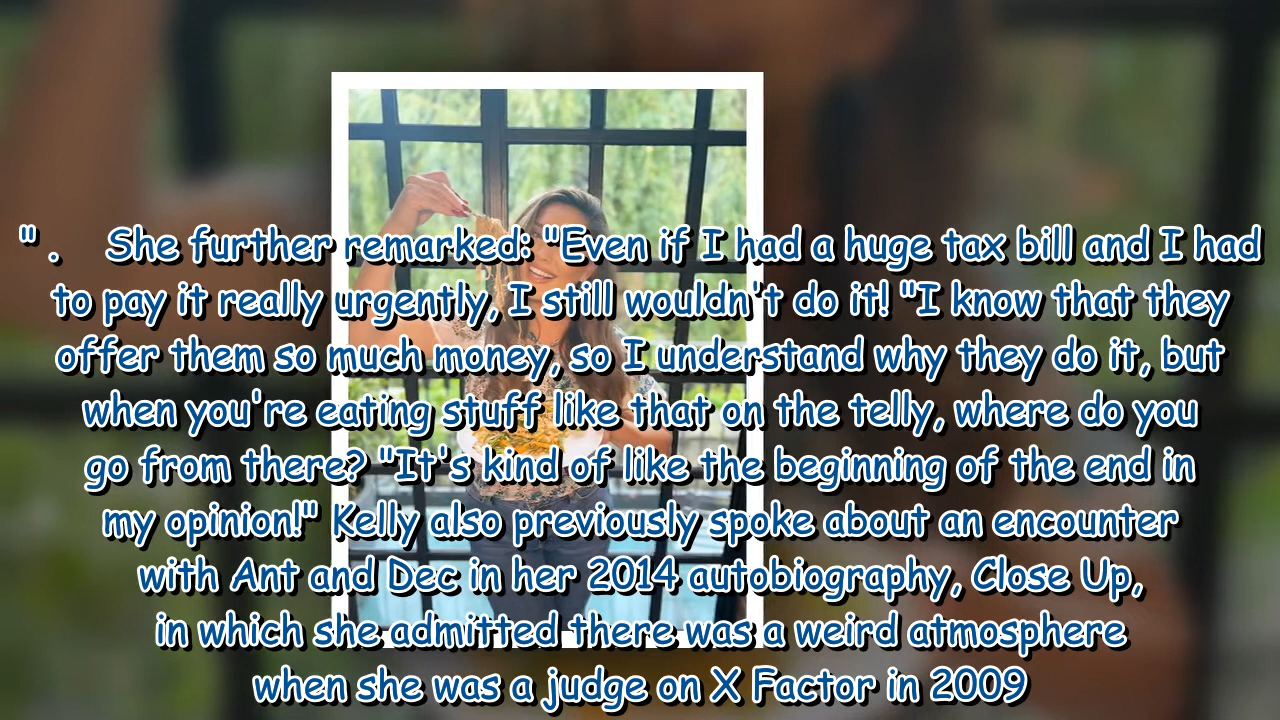 " .    She further remarked: "Even if I had a huge tax bill and I had
to pay it really urgently, I still wouldn't do it! "I know that they
offer them so much money, so I understand why they do it, but
when you're eating stuff like that on the telly, where do you
go from there? "It's kind of like the beginning of the end in
my opinion!" Kelly also previously spoke about an encounter
with Ant and Dec in her 2014 autobiography, Close Up,
in which she admitted there was a weird atmosphere
when she was a judge on X Factor in 2009